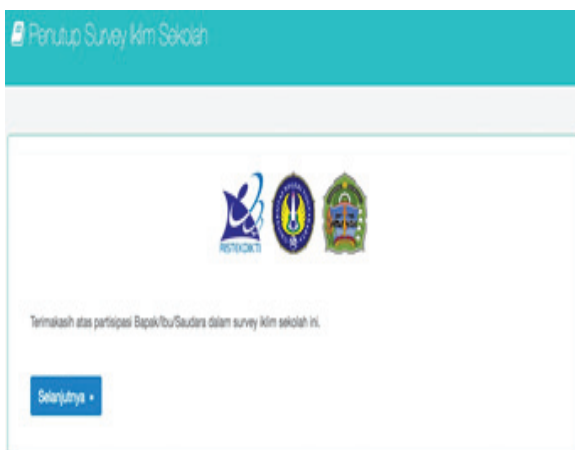 Penutup Survey Iklim Sekolah
RISTEKDIKTI
Terimakasih atas partisipasi Bapak/Ibu/Saudara dalam survey iklim sekolah ini.
Selanjutnya »